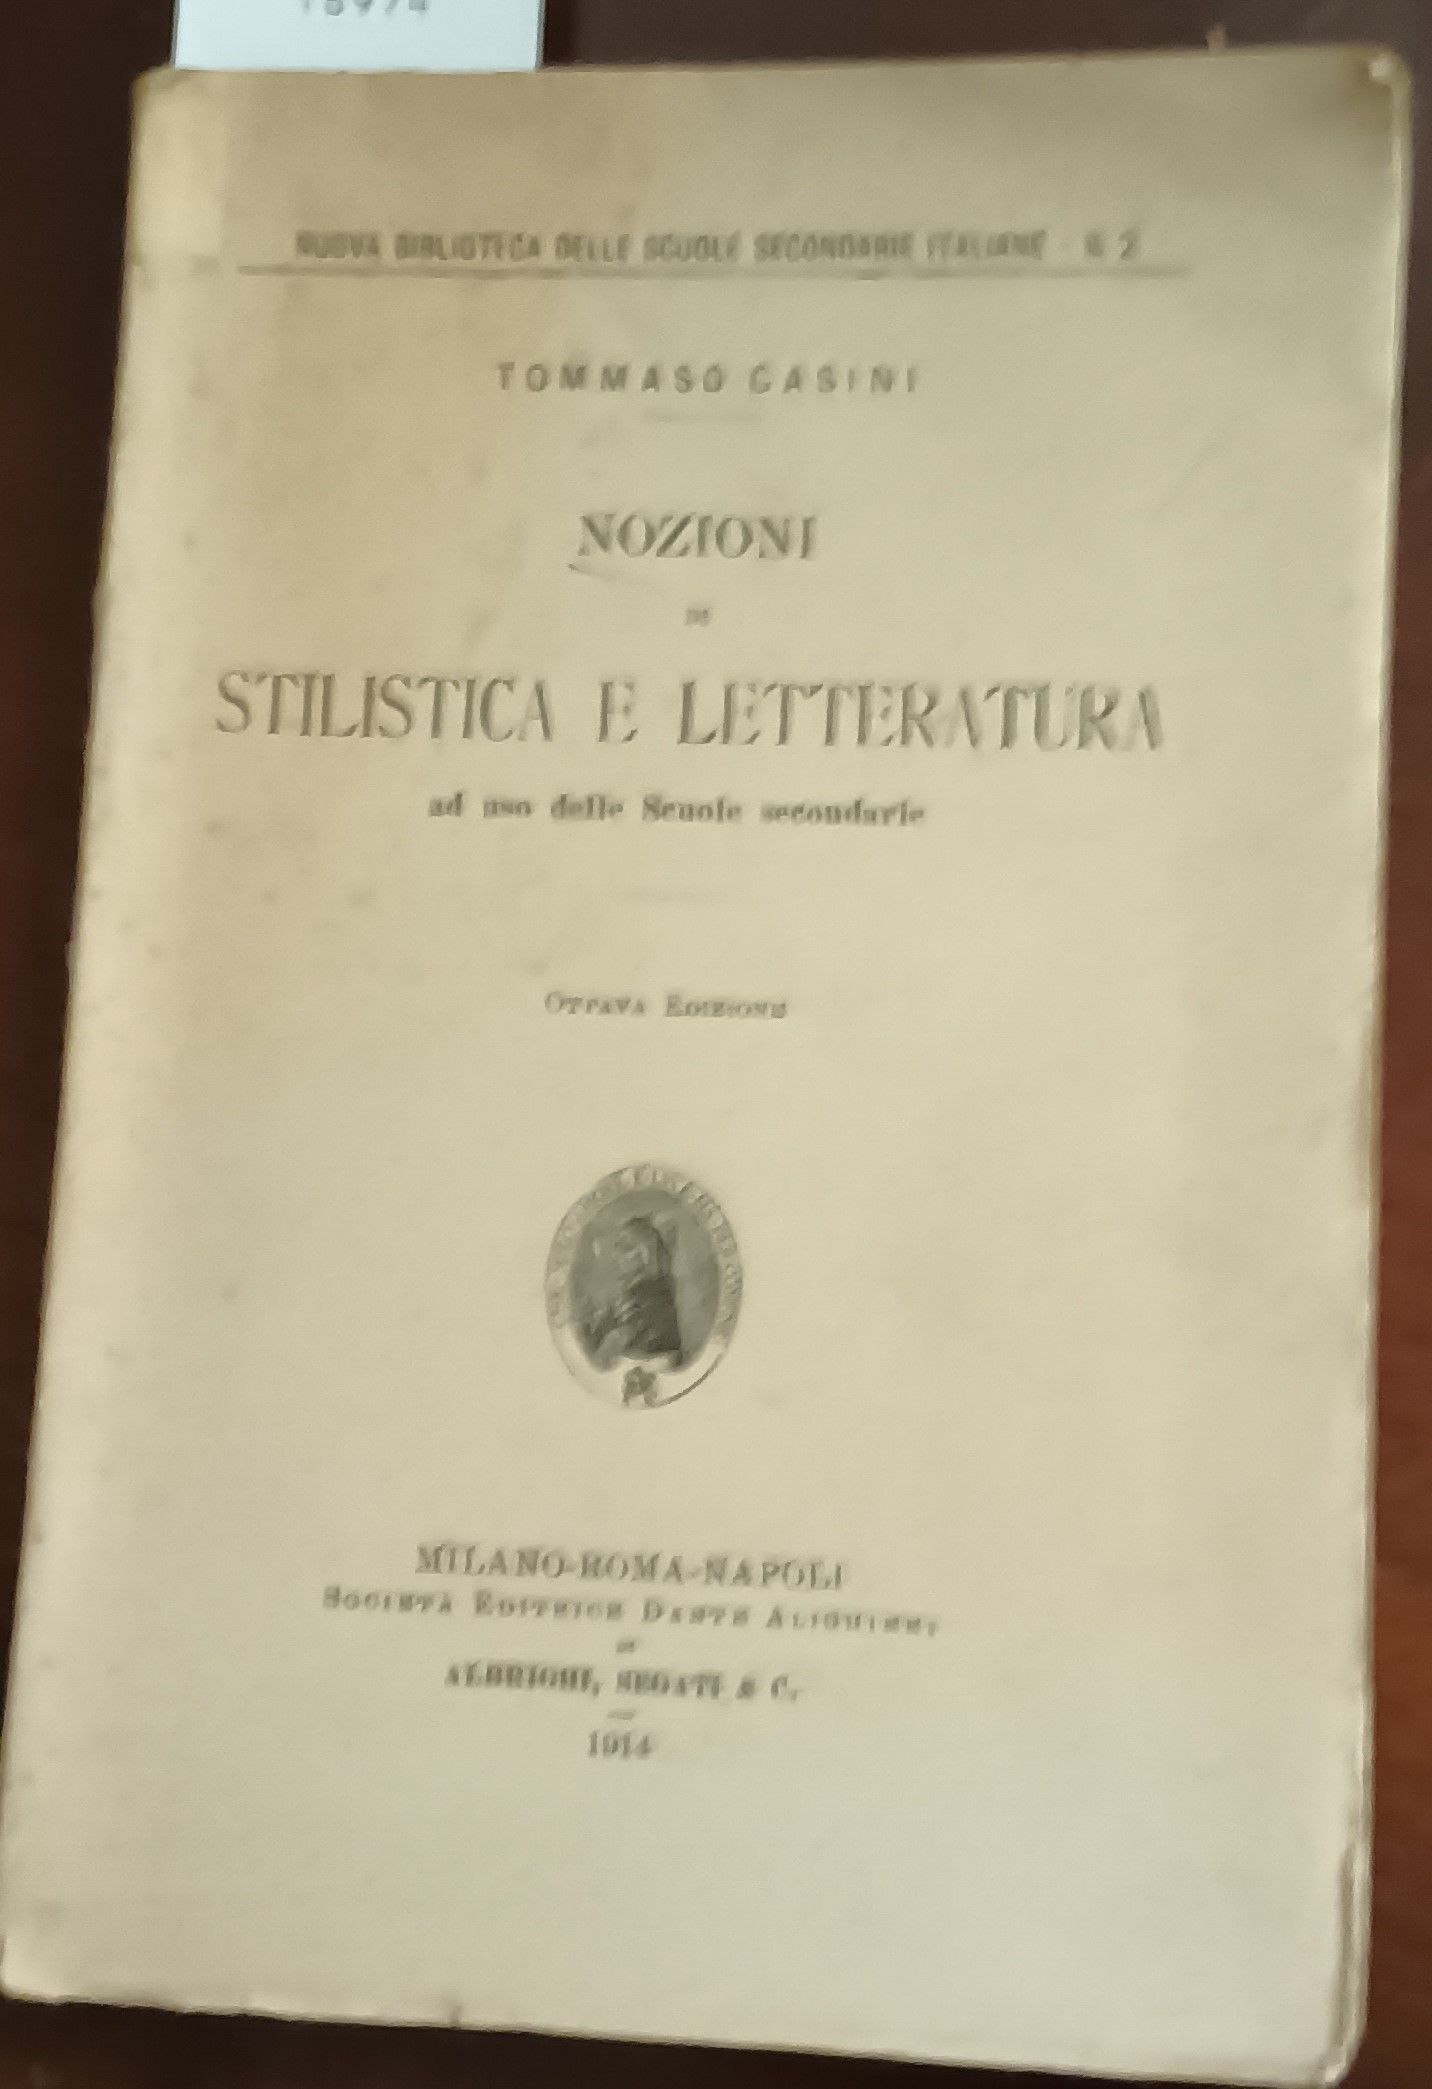 NUOVA BIBLIOTECA DELLE SCUOLE SECONDARIE ITALIANE - N. 2
TOMMASO CASINI
NOZIONI
DI
STILISTICA E LETTERATURA
ad uso delle Scuole secondarie
OTTAVA EDIZIONE
MILANO-ROMA-NAPOLI
SOCIETÀ EDITRICE DANTE ALIGHIERI
DI
ALBRIGHI, SEGATI & C.
1914